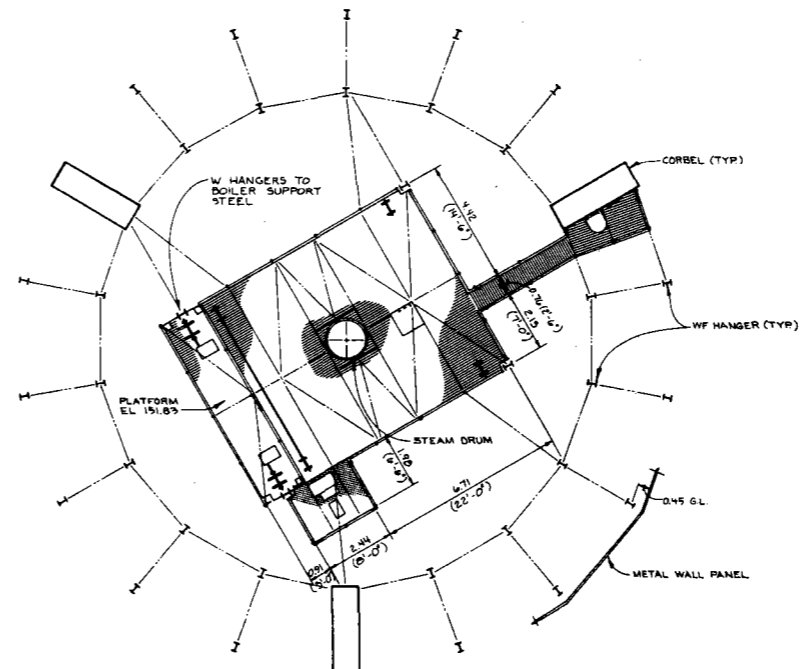 CORBEL (TYP.)
W HANGERS TO
BOILER SUPPORT
STEEL
4.42
(14'-6")
0.76(2'-6")
2.13
(7'-0")
WF HANGER (TYP.)
PLATFORM
EL 151.83
STEAM DRUM
1.98
(6'-6")
6.71
(22'-0")
0.45 G.L.
2.44
(8'-0")
0.91
METAL WALL PANEL